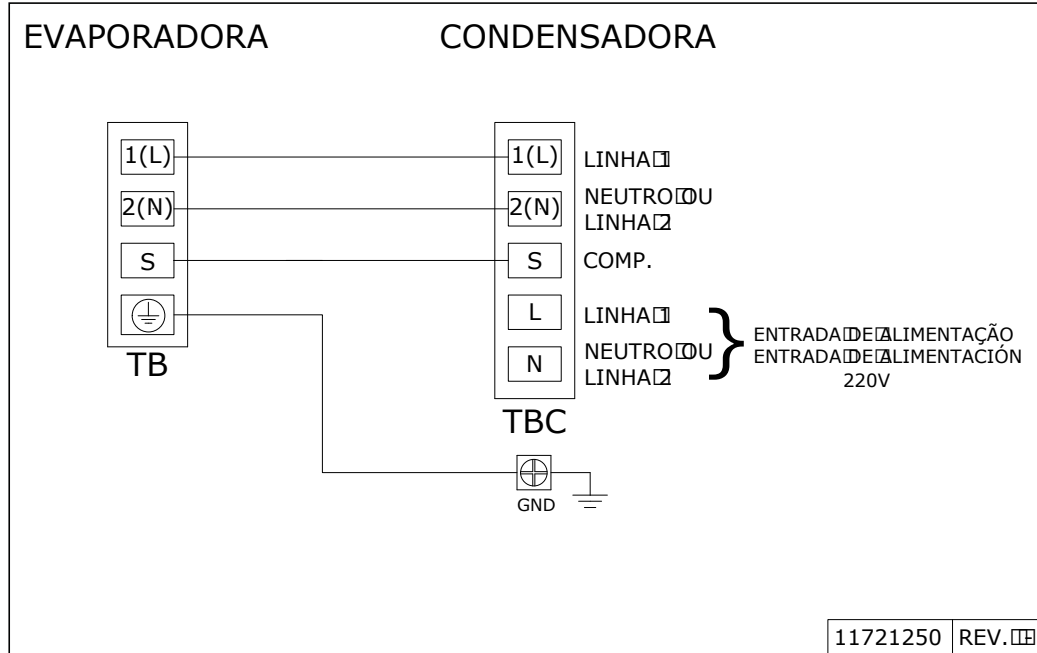 EVAPORADORA
CONDENSADORA
1(L)
2(N)
S
TB
1(L)
LINHA 1
2(N)
NEUTRO OU
LINHA 2
S
COMP.
L
LINHA 1
N
NEUTRO OU
LINHA 2
ENTRADA DE ALIMENTAÇÃO
ENTRADA DE ALIMENTACIÓN
220V
TBC
GND
11721250
REV.